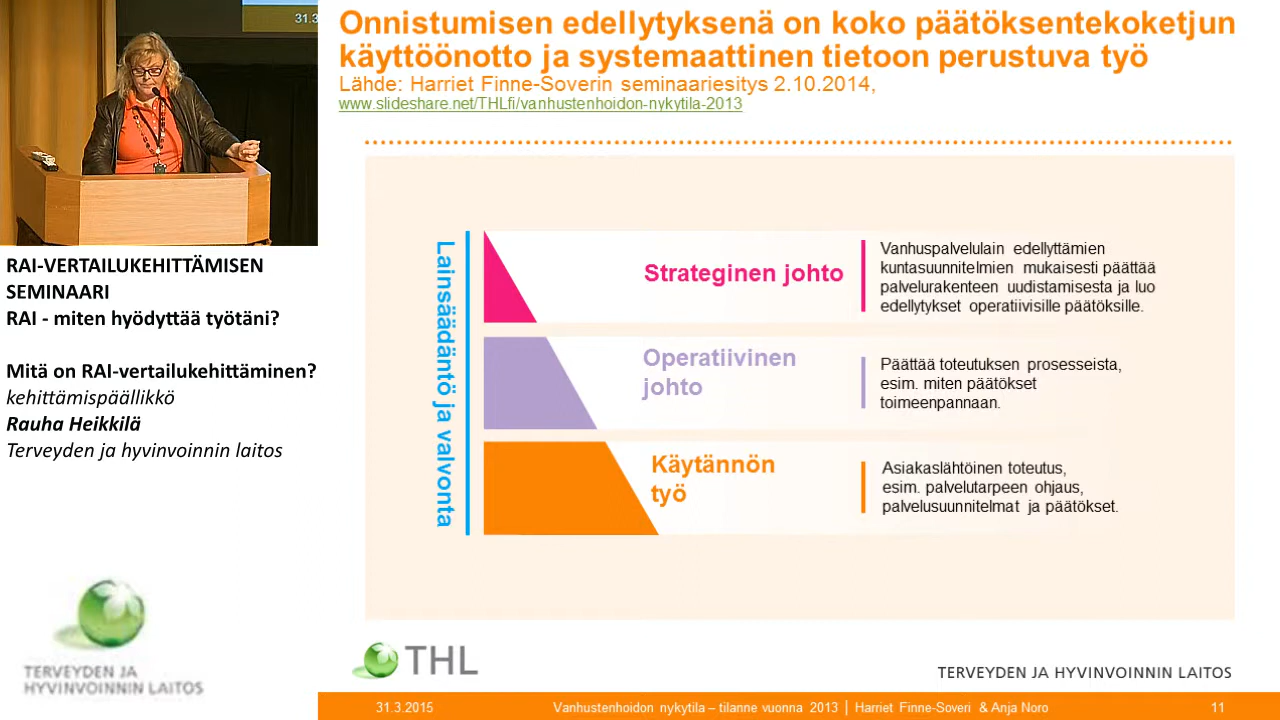 31.3
RAI-VERTAILUKEHITTÄMISEN
SEMINAARI
RAI - miten hyödyttää työtäni?
Mitä on RAI-vertailukehittäminen?
kehittämispäällikkö
Rauha Heikkilä
Terveyden ja hyvinvoinnin laitos
TERVEYDEN JA
HYVINVOINNIN LAITOS
Onnistumisen edellytyksenä on koko päätöksentekoketjun
käyttöönotto ja systemaattinen tietoon perustuva työ
Lähde: Harriet Finne-Soverin seminaariesitys 2.10.2014,
www.slideshare.net/THLfi/vanhustenhoidon-nykytila-2013
Lainsäädäntö ja valvonta
Strateginen johto
Vanhuspalvelulain edellyttämien
kuntasuunnitelmien mukaisesti päättää
palvelurakenteen uudistamisesta ja luo
edellytykset operatiivisille päätöksille.
Operatiivinen
johto
Päättää toteutuksen prosesseista,
esim. miten päätökset
toimeenpannaan.
Käytännön
työ
Asiakaslähtöinen toteutus,
esim. palvelutarpeen ohjaus,
palvelusuunnitelmat ja päätökset.
THL
TERVEYDEN JA HYVINVOINNIN LAITOS
31.3.2015 Vanhustenhoidon nykytila – tilanne vuonna 2013 | Harriet Finne-Soveri & Anja Noro 11